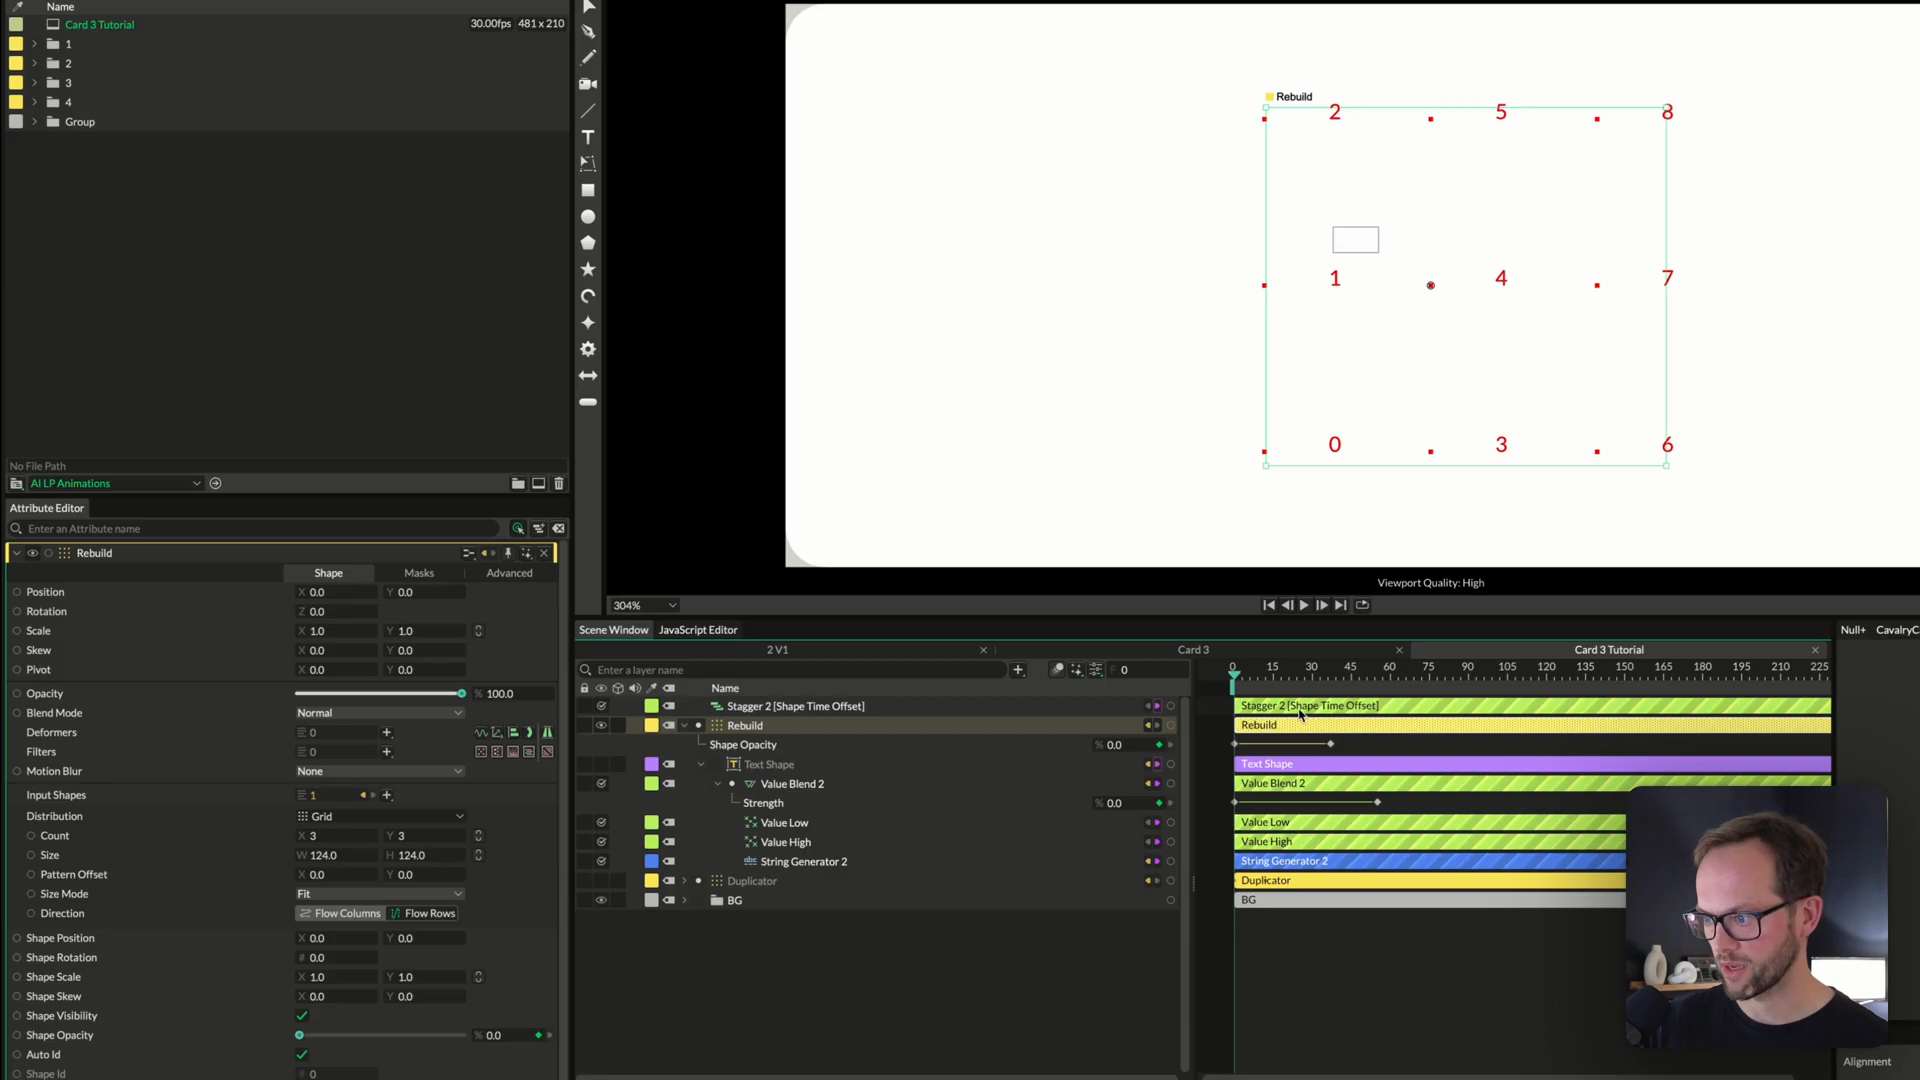 Name
Card 3 Tutorial 30.00fps 481 x 210
1
2
3
4
Group
No File Path
AI LP Animations
Attribute Editor
Enter an Attribute name
Rebuild
Shape Masks Advanced
Position X 0.0 Y 0.0
Rotation Z 0.0
Scale X 1.0 Y 1.0
Skew X 0.0 Y 0.0
Pivot X 0.0 Y 0.0
Opacity % 100.0
Blend Mode Normal
Deformers 0
Filters 0
Motion Blur None
Input Shapes 1
Distribution Grid
Count X 3 Y 3
Size W 124.0 H 124.0
Pattern Offset X 0.0 Y 0.0
Size Mode Fit
Direction Flow Columns Flow Rows
Shape Position X 0.0 Y 0.0
Shape Rotation # 0.0
Shape Scale X 1.0 Y 1.0
Shape Skew X 0.0 Y 0.0
Shape Visibility
Shape Opacity % 0.0
Auto Id
Shape Id # 0
Rebuild
2 5 8
1 4 7
0 3 6
Viewport Quality: High
304%
Scene Window JavaScript Editor
2 V1 Card 3 Card 3 Tutorial
Enter a layer name F 0
0 15 30 45 60 75 90 105 120 135 150 165 180 195 210 225
Name
Stagger 2 [Shape Time Offset] Stagger 2 [Shape Time Offset]
Rebuild Rebuild
Shape Opacity % 0.0
Text Shape Text Shape
Value Blend 2 Value Blend 2
Strength % 0.0
Value Low Value Low
Value High Value High
abc String Generator 2 String Generator 2
Duplicator Duplicator
BG BG
Null+
Alignment